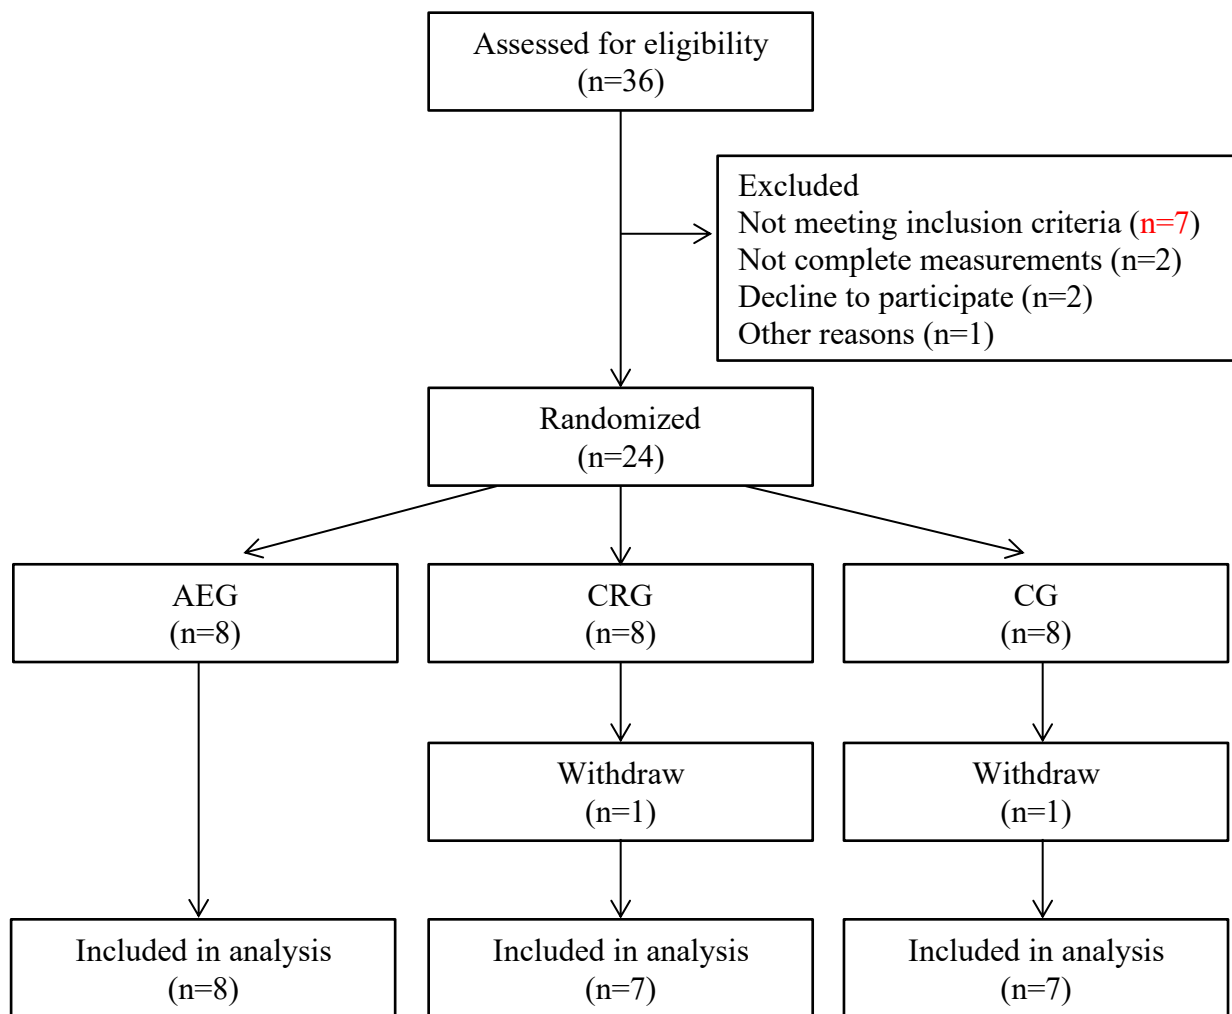 Assessed for eligibility
(n=36)
Excluded
Not meeting inclusion criteria (n=7)
Not complete measurements (n=2)
Decline to participate (n=2)
Other reasons (n=1)
Randomized
(n=24)
AEG
(n=8)
CRG
(n=8)
CG
(n=8)
Withdraw
(n=1)
Withdraw
(n=1)
Included in analysis
(n=8)
Included in analysis
(n=7)
Included in analysis
(n=7)